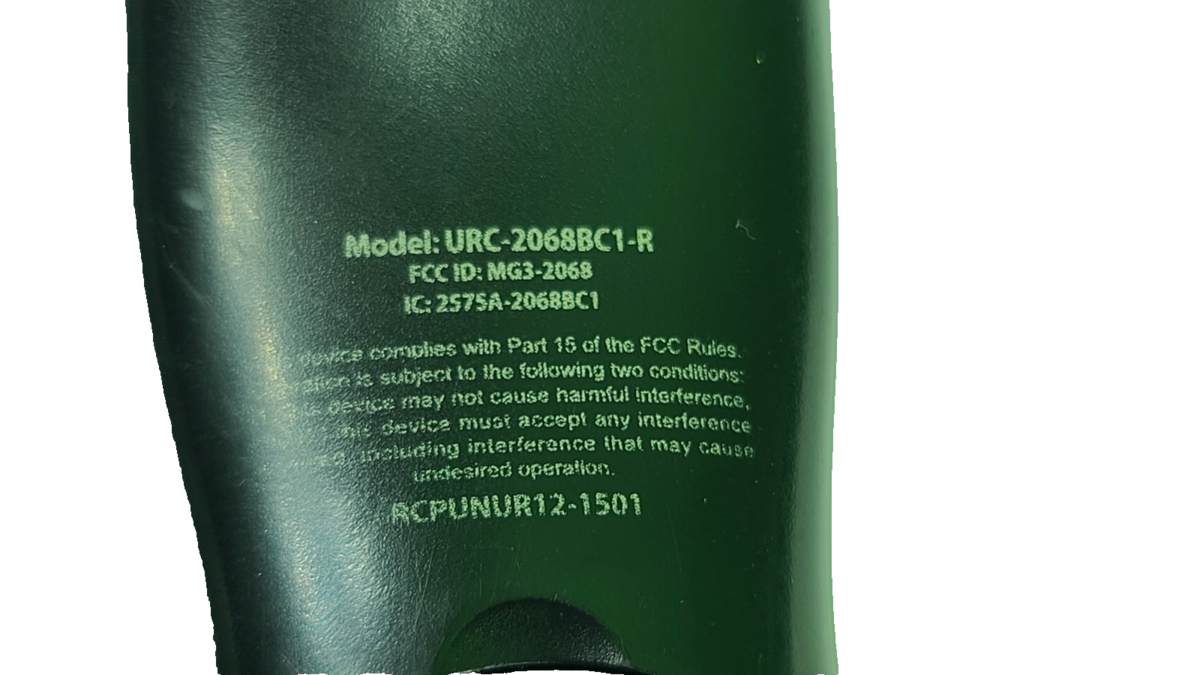 Model: URC-2068BC1-R
FCC ID: MG3-2068
IC: 2575A-2068BC1
device complies with Part 15 of the FCC Rules.
is subject to the following two conditions:
device may not cause harmful interference,
device must accept any interference
including interference that may cause
undesired operation.
RCPUNUR12-1501